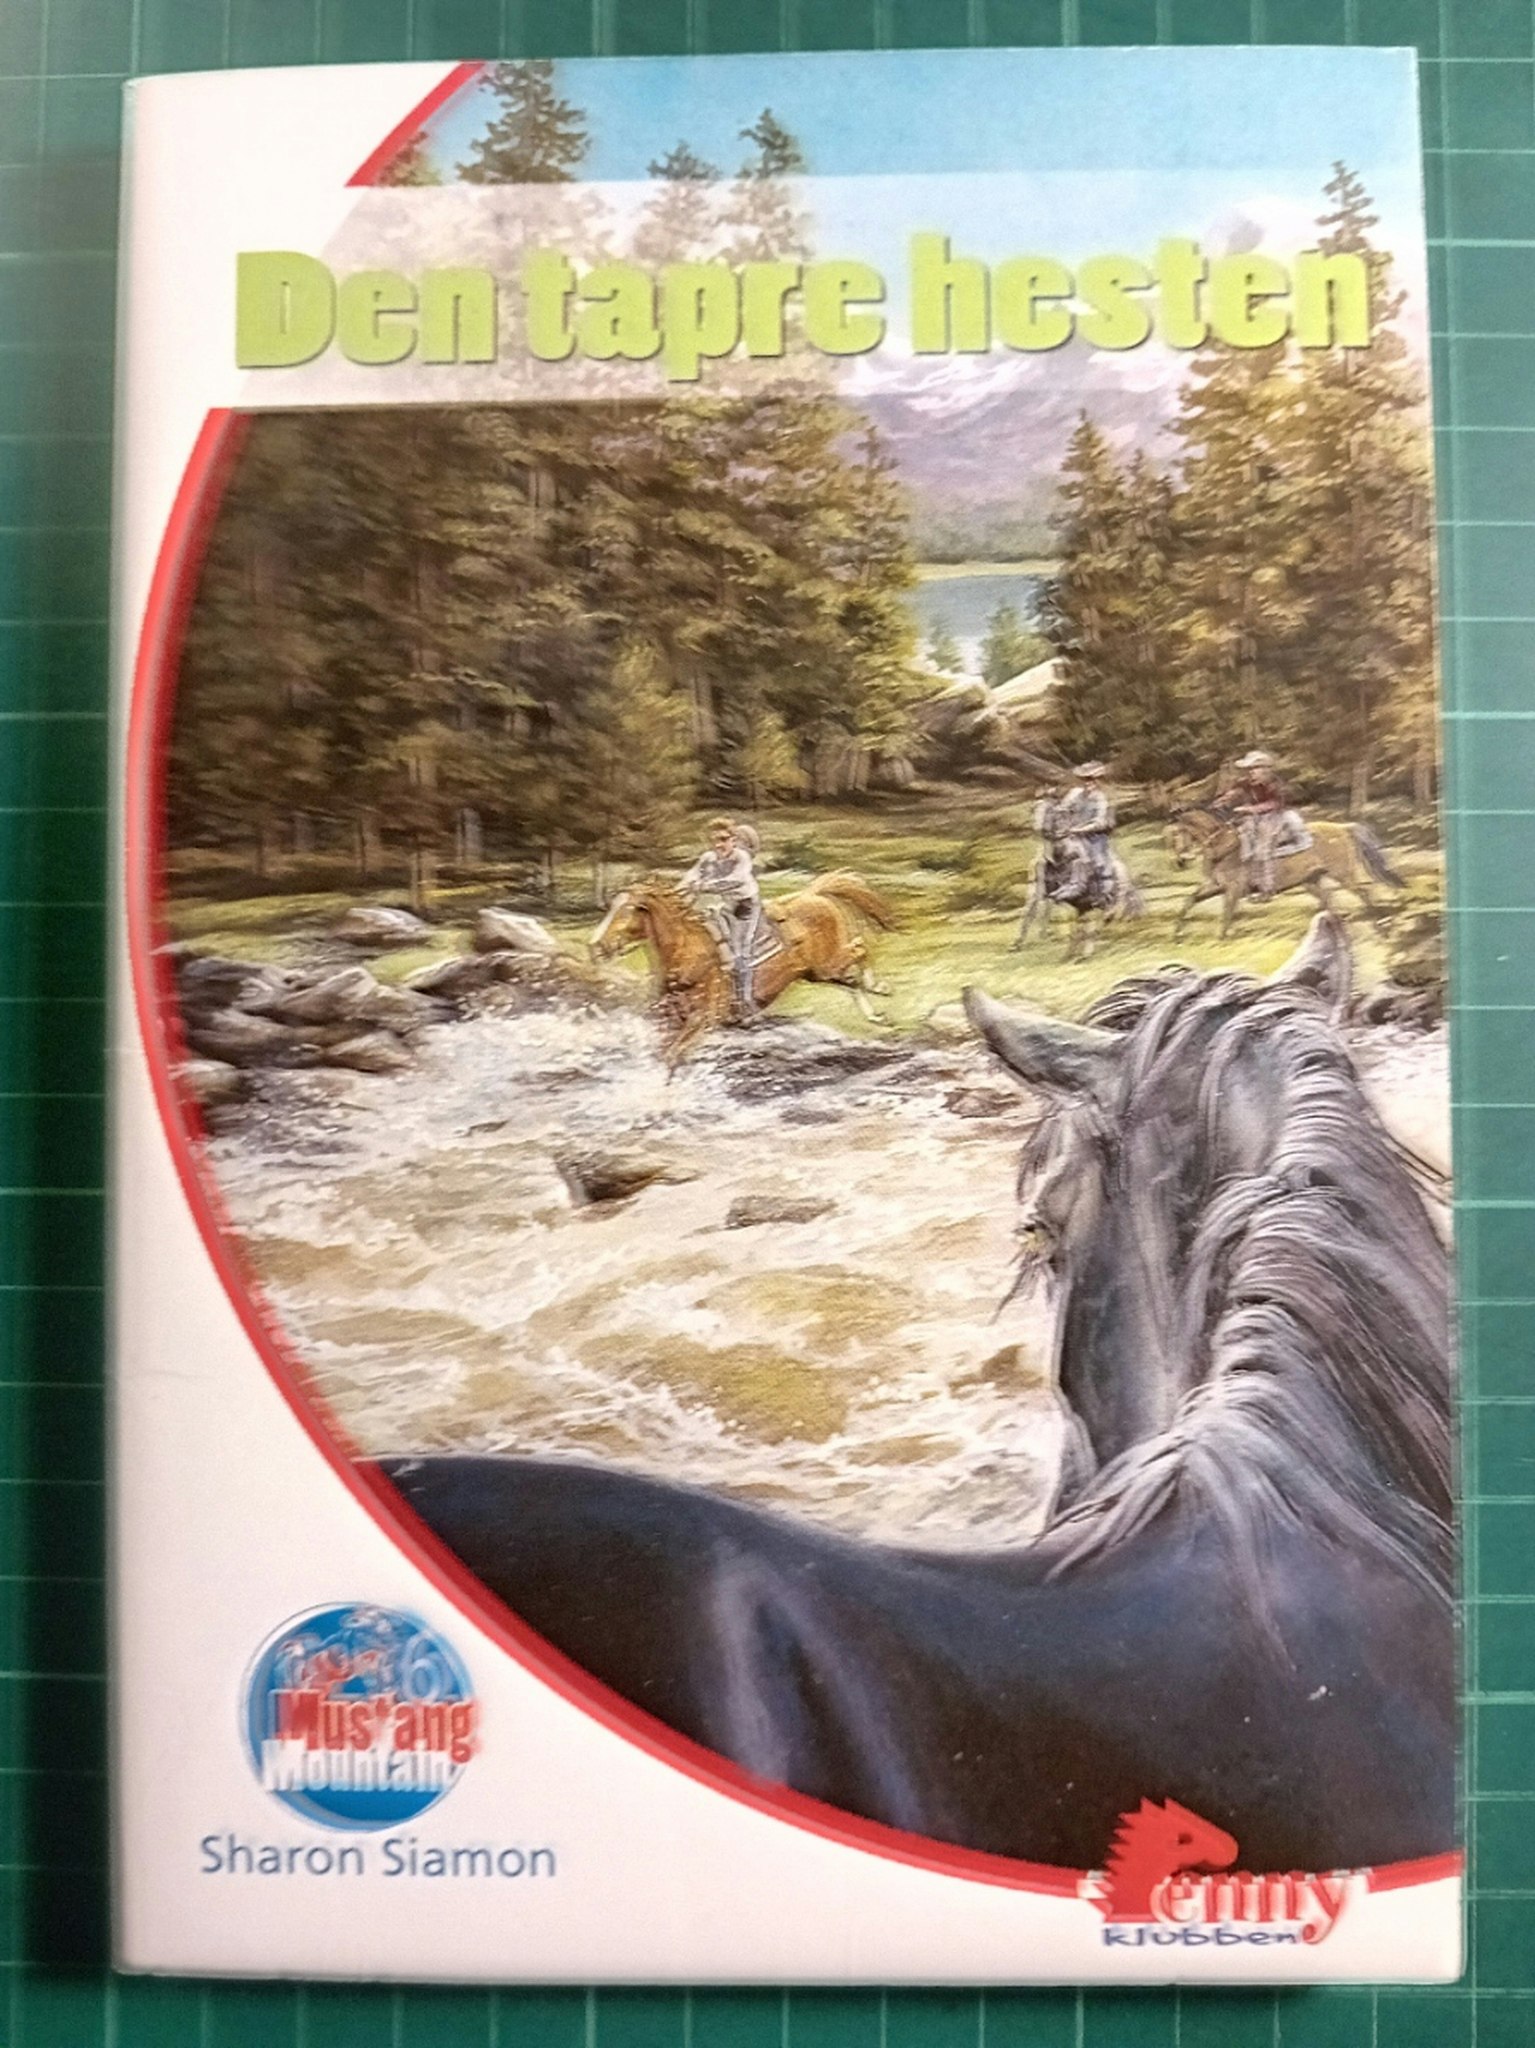 Den tapre hesten
6
Mustang
Mountain
Sharon Siamon
Penny
klubben